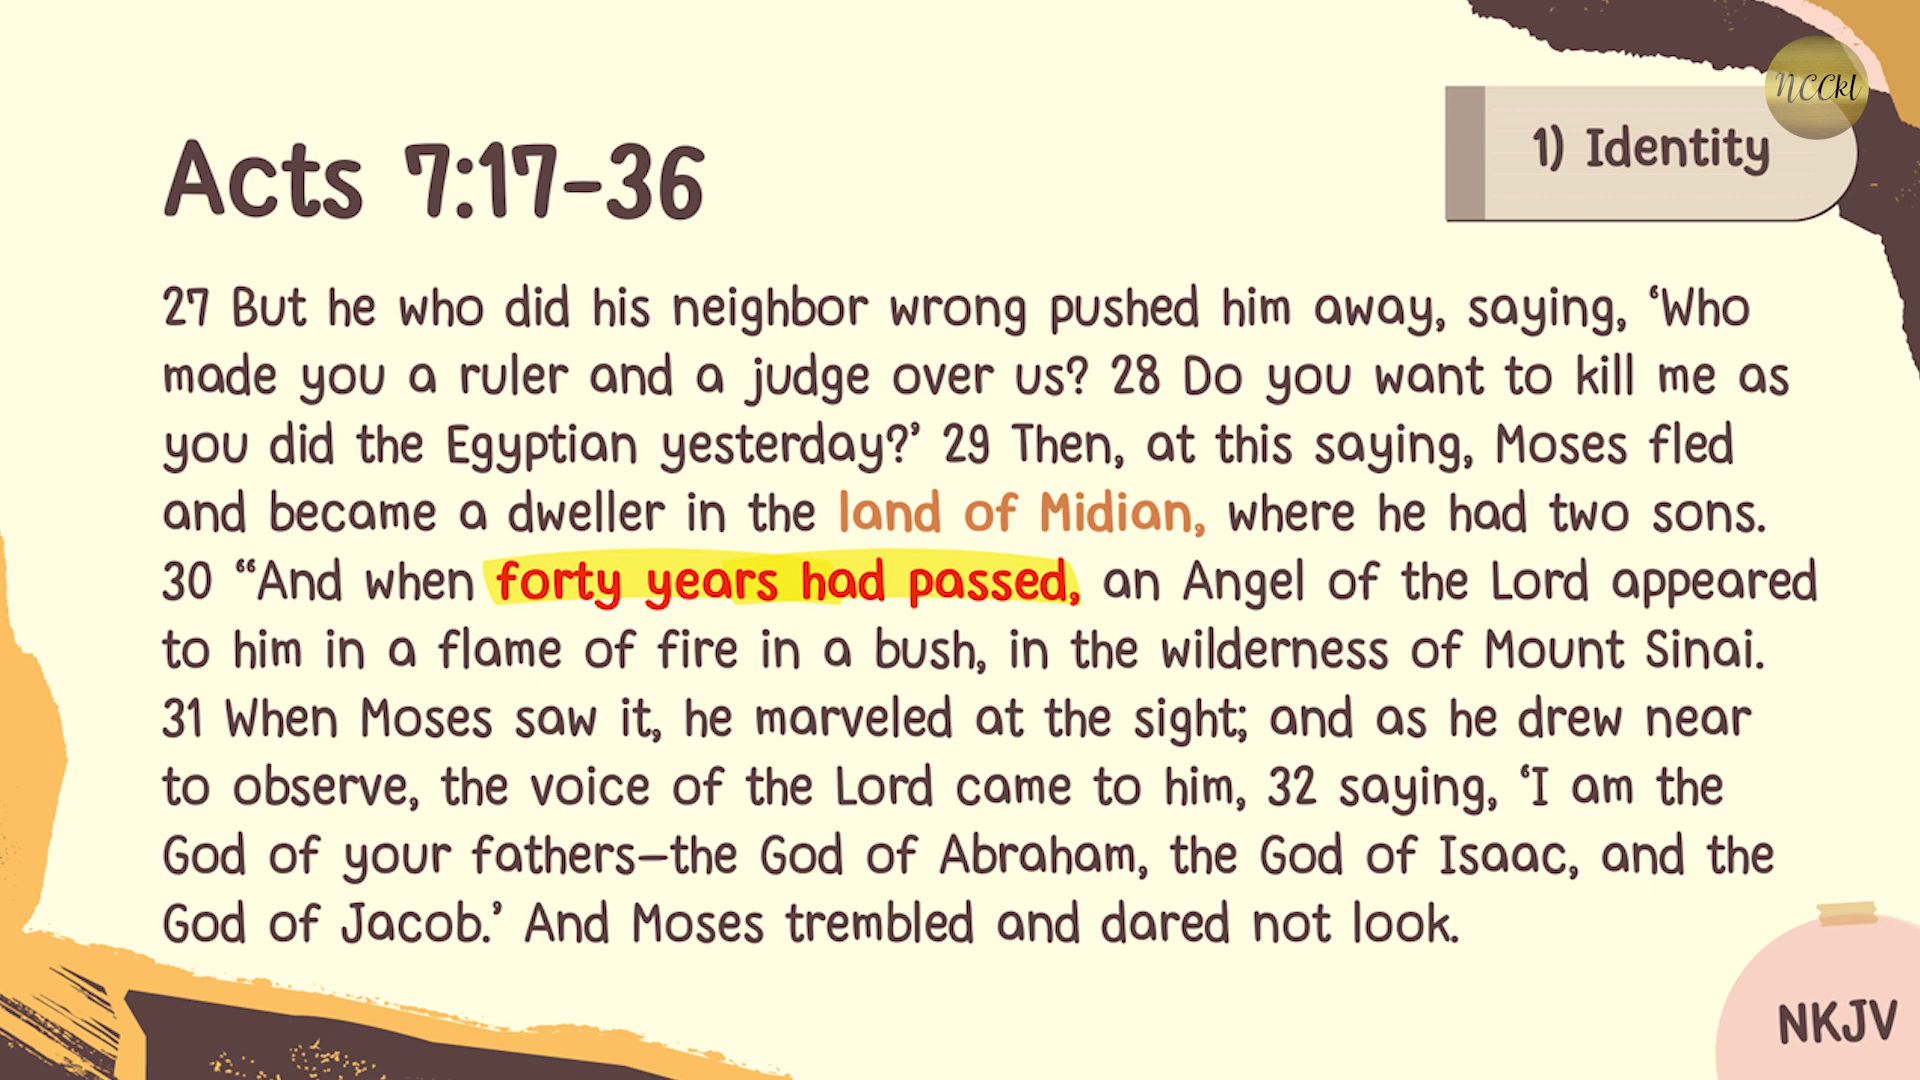 NCCkl
1) Identity
Acts 7:17-36
27 But he who did his neighbor wrong pushed him away, saying, ‘Who
made you a ruler and a judge over us? 28 Do you want to kill me as
you did the Egyptian yesterday?’ 29 Then, at this saying, Moses fled
and became a dweller in the land of Midian, where he had two sons.
30 “And when forty years had passed, an Angel of the Lord appeared
to him in a flame of fire in a bush, in the wilderness of Mount Sinai.
31 When Moses saw it, he marveled at the sight; and as he drew near
to observe, the voice of the Lord came to him, 32 saying, ‘I am the
God of your fathers—the God of Abraham, the God of Isaac, and the
God of Jacob.’ And Moses trembled and dared not look.
NKJV